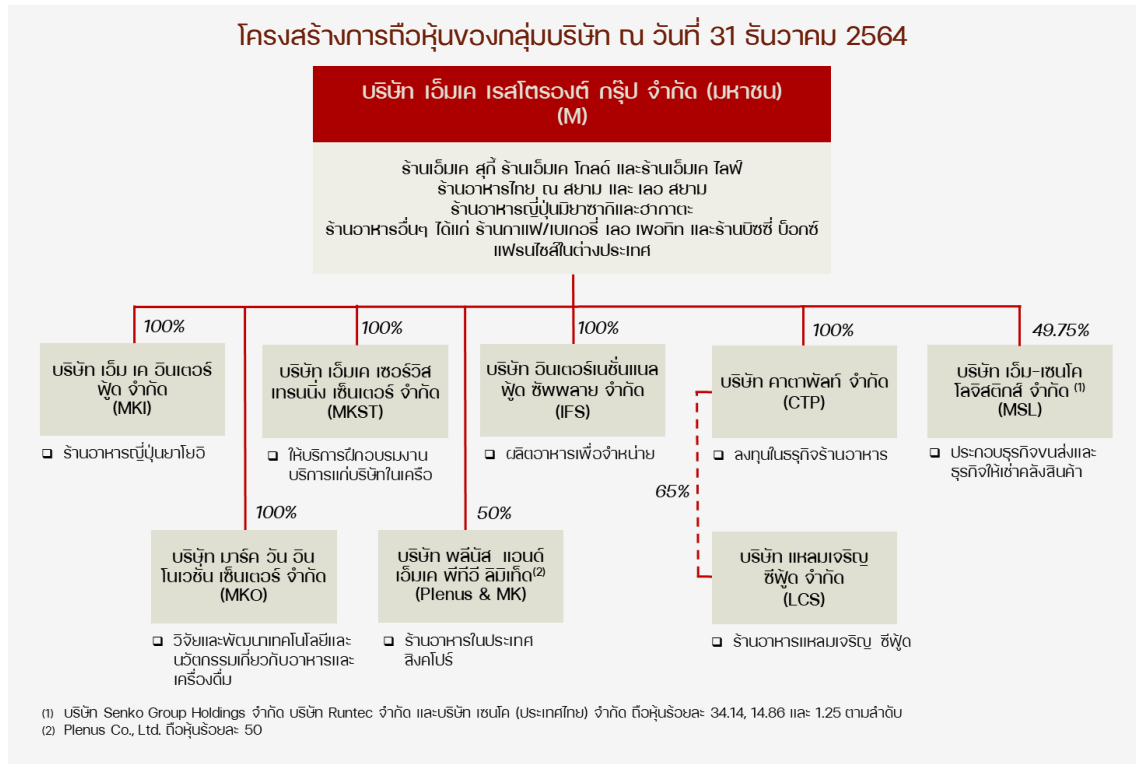 โครงสร้างการถือหุ้นของกลุ่มบริษัท ณ วันที่ 31 ธันวาคม 2564
บริษัท เอ็มเค เรสโตรองต์ กรุ๊ป จำกัด (มหาชน)
(M)
ร้านเอ็มเค สุกี้ ร้านเอ็มเค โกลด์ และร้านเอ็มเค ไลฟ์
ร้านอาหารไทย ณ สยาม และ เลอ สยาม
ร้านอาหารญี่ปุ่นมิยาซากิและฮากาตะ
ร้านอาหารอื่นๆ ได้แก่ ร้านกาแฟ/เบเกอรี่ เลอ เพอทิท และร้านบิซซี่ บ็อกซ์
แฟรนไชส์ในต่างประเทศ
100%
บริษัท เอ็ม เค อินเตอร์
ฟู้ด จำกัด
(MKI)
ร้านอาหารญี่ปุ่นยาโยอิ
100%
บริษัท เอ็มเค เซอร์วิส
เทรนนิ่ง เซ็นเตอร์ จำกัด
(MKST)
ให้บริการฝึกอบรมงาน
บริการแก่บริษัทในเครือ
100%
บริษัท อินเตอร์เนชั่นแนล
ฟู้ด ซัพพลาย จำกัด
(IFS)
ผลิตอาหารเพื่อจำหน่าย
100%
บริษัท คาตาพัลท์ จำกัด
(CTP)
ลงทุนในธุรกิจร้านอาหาร
49.75%
บริษัท เอ็ม-เซนโค
โลจิสติกส์ จำกัด (1)
(MSL)
ประกอบธุรกิจขนส่งและ
ธุรกิจให้เช่าคลังสินค้า
100%
บริษัท มาร์ค วัน อิน
โนเวชั่น เซ็นเตอร์ จำกัด
(MKO)
วิจัยและพัฒนาเทคโนโลยีและ
นวัตกรรมเกี่ยวกับอาหารและ
เครื่องดื่ม
50%
บริษัท พลีนัส แอนด์
เอ็มเค พีทีอี ลิมิเท็ด(2)
(Plenus & MK)
ร้านอาหารในประเทศ
สิงคโปร์
65%
บริษัท แหลมเจริญ
ซีฟู้ด จำกัด
(LCS)
ร้านอาหารแหลมเจริญ ซีฟู้ด
(1) บริษัท Senko Group Holdings จำกัด บริษัท Runtec จำกัด และบริษัท เซนโค (ประเทศไทย) จำกัด ถือหุ้นร้อยละ 34.14, 14.86 และ 1.25 ตามลำดับ
(2) Plenus Co., Ltd. ถือหุ้นร้อยละ 50